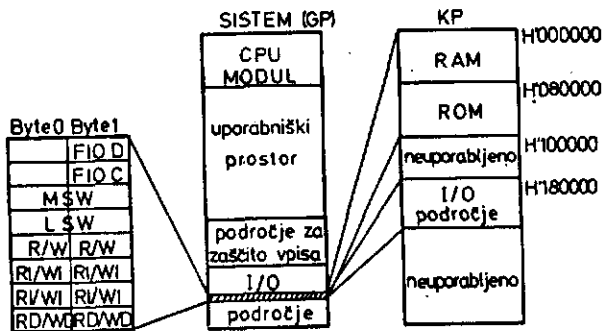 SISTEM (GP)
KP
CPU
MODUL
uporabniški
prostor
področje za
zaščito vpisa
I/O
področje
RAM
ROM
neuporabljeno
I/O
področje
neuporabljeno
H'000000
H'080000
H'100000
H'180000
Byte0 Byte1
FIO D
FIO C
MSW
LSW
R/W R/W
RI/WI RI/WI
RI/WI RI/WI
RD/WD RD/WD